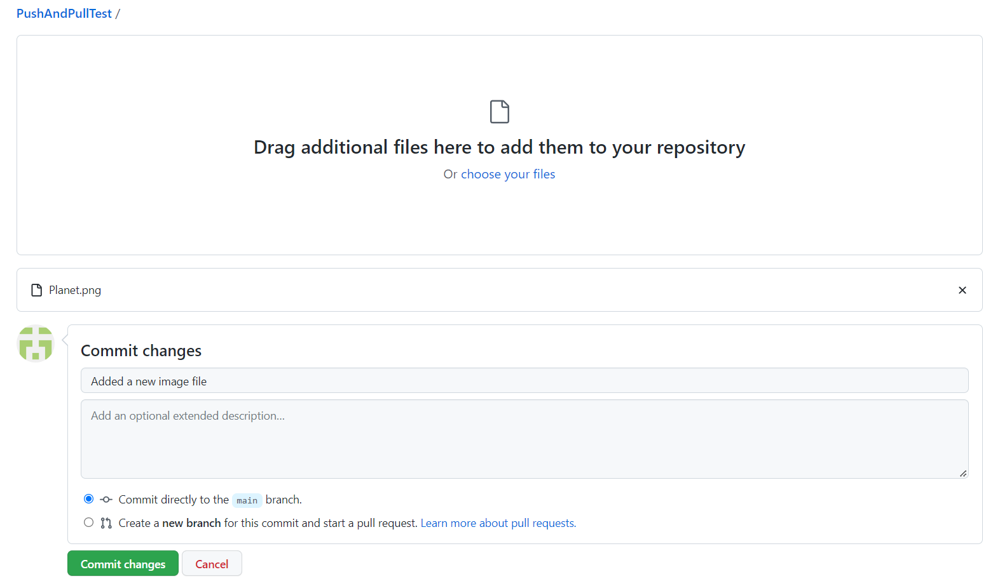 PushAndPullTest /
Drag additional files here to add them to your repository
Or choose your files
Planet.png
Commit changes
Added a new image file
Add an optional extended description...
Commit directly to the main branch.
Create a new branch for this commit and start a pull request. Learn more about pull requests.
Commit changes Cancel